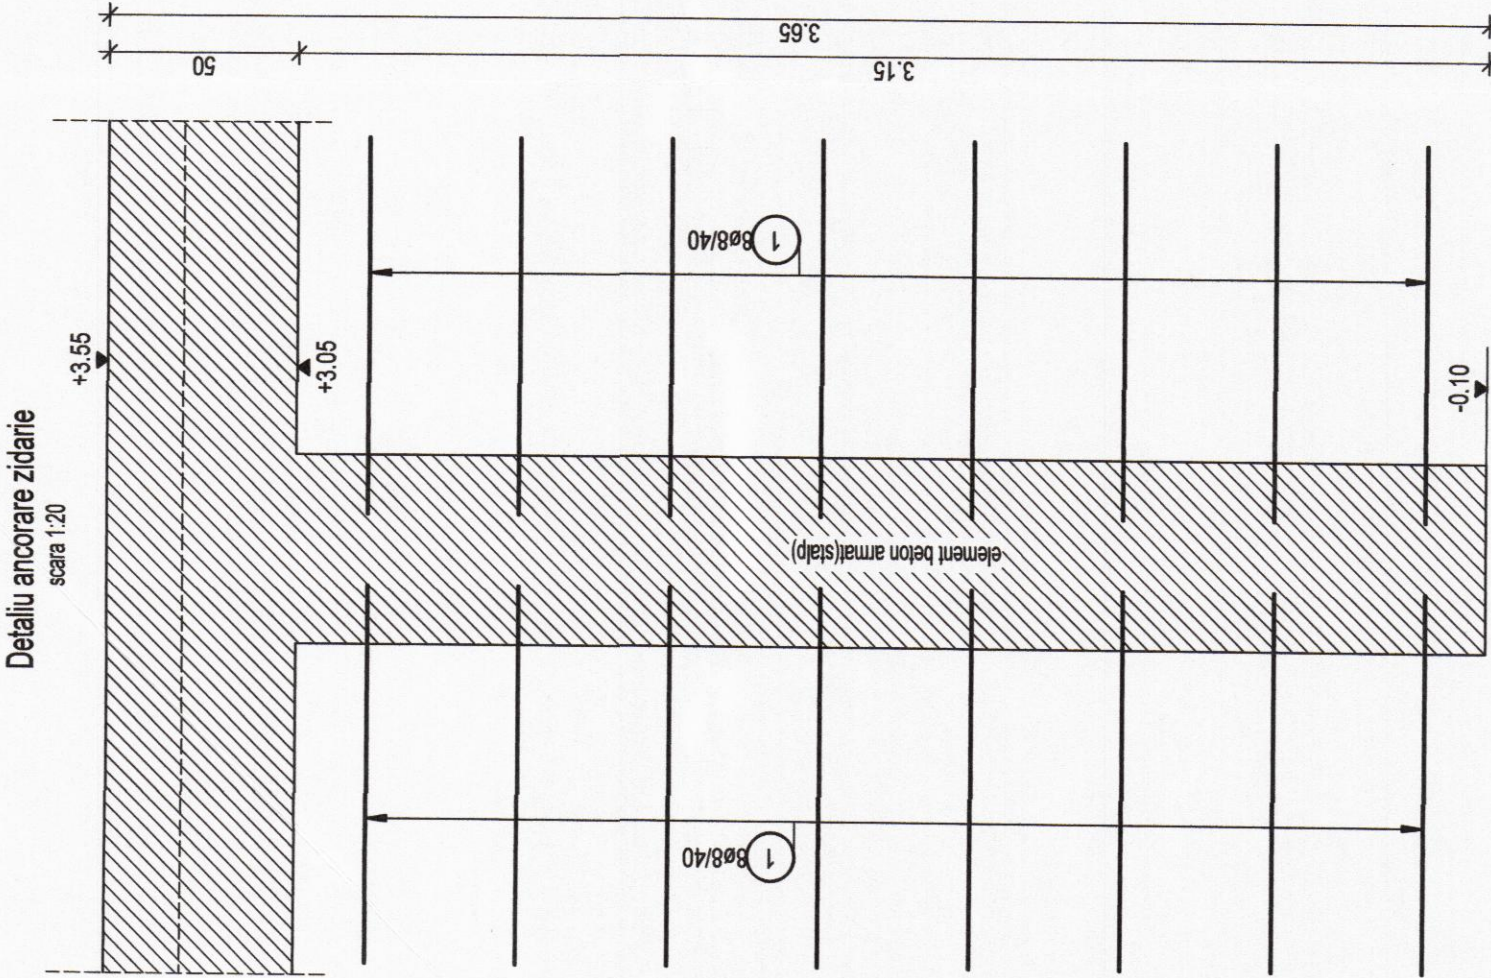 Detaliu ancorare zidarie
scara 1:20
+3.55
+3.05
-0.10
50
3.15
3.65
1
8ø8/40
1
8ø8/40
element beton armat(stalp)